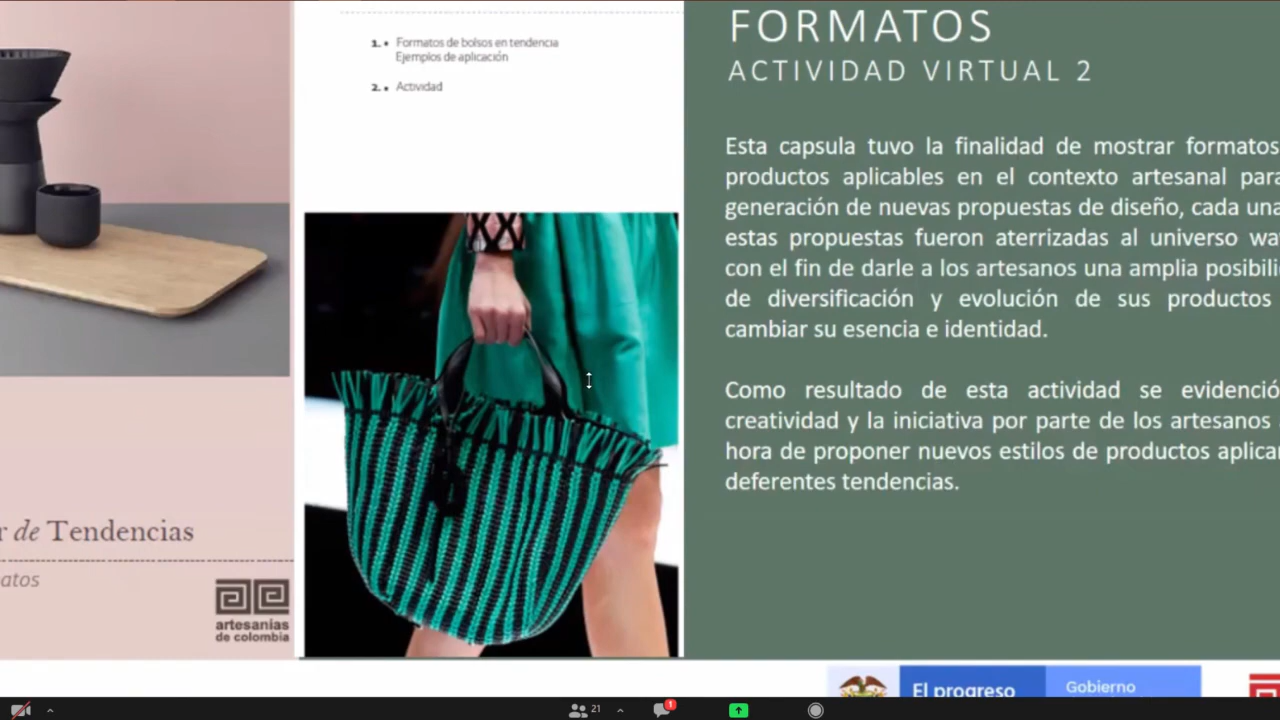 1. • Formatos de bolsos en tendencia
Ejemplos de aplicación
2. • Actividad
r de Tendencias
atos
artesanías
de colombia
FORMATOS
ACTIVIDAD VIRTUAL 2
Esta capsula tuvo la finalidad de mostrar formatos
productos aplicables en el contexto artesanal para
generación de nuevas propuestas de diseño, cada una
estas propuestas fueron aterrizadas al universo wa
con el fin de darle a los artesanos una amplia posibili
de diversificación y evolución de sus productos
cambiar su esencia e identidad.
Como resultado de esta actividad se evidenció
creatividad y la iniciativa por parte de los artesanos
hora de proponer nuevos estilos de productos aplica
deferentes tendencias.
El progreso
Gobierno
21
1